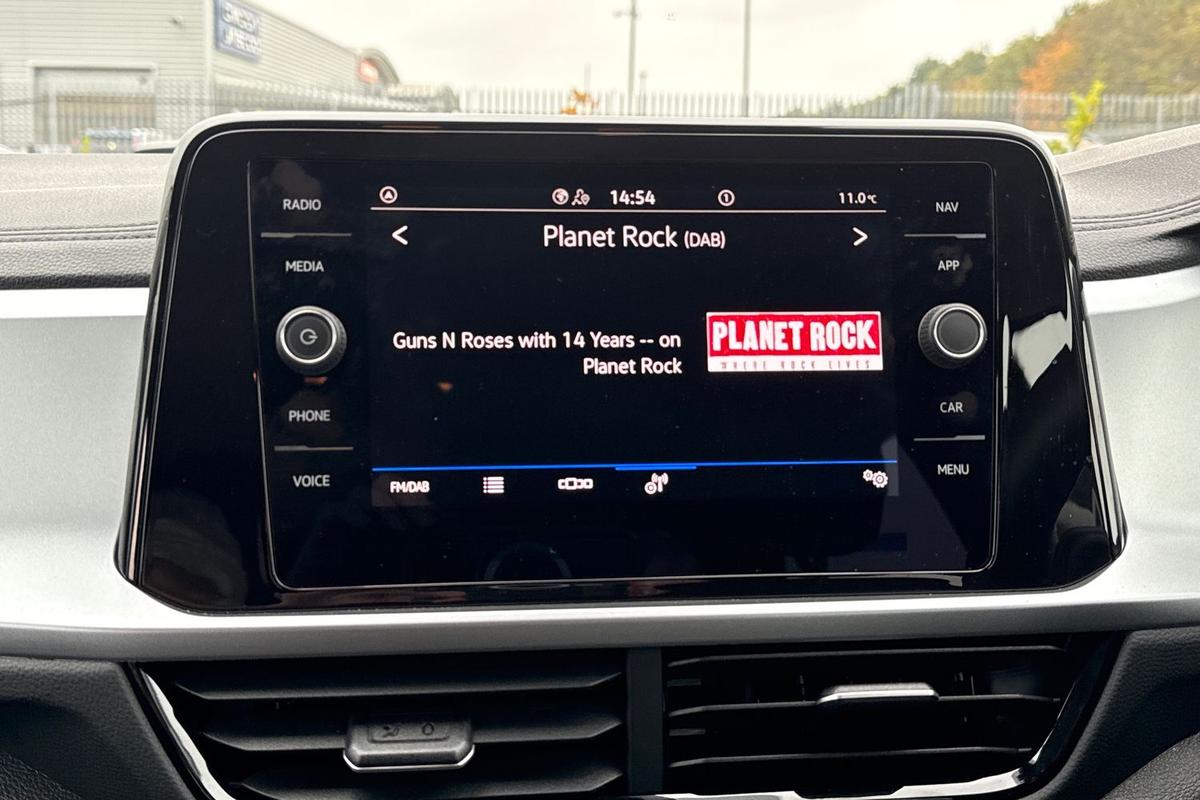 RADIO
14:54
1
11.0°C
NAV
Planet Rock (DAB)
MEDIA
APP
Guns N Roses with 14 Years -- on
Planet Rock
PLANET ROCK
WHERE ROCK LIVES
PHONE
CAR
VOICE
FM/DAB
MENU